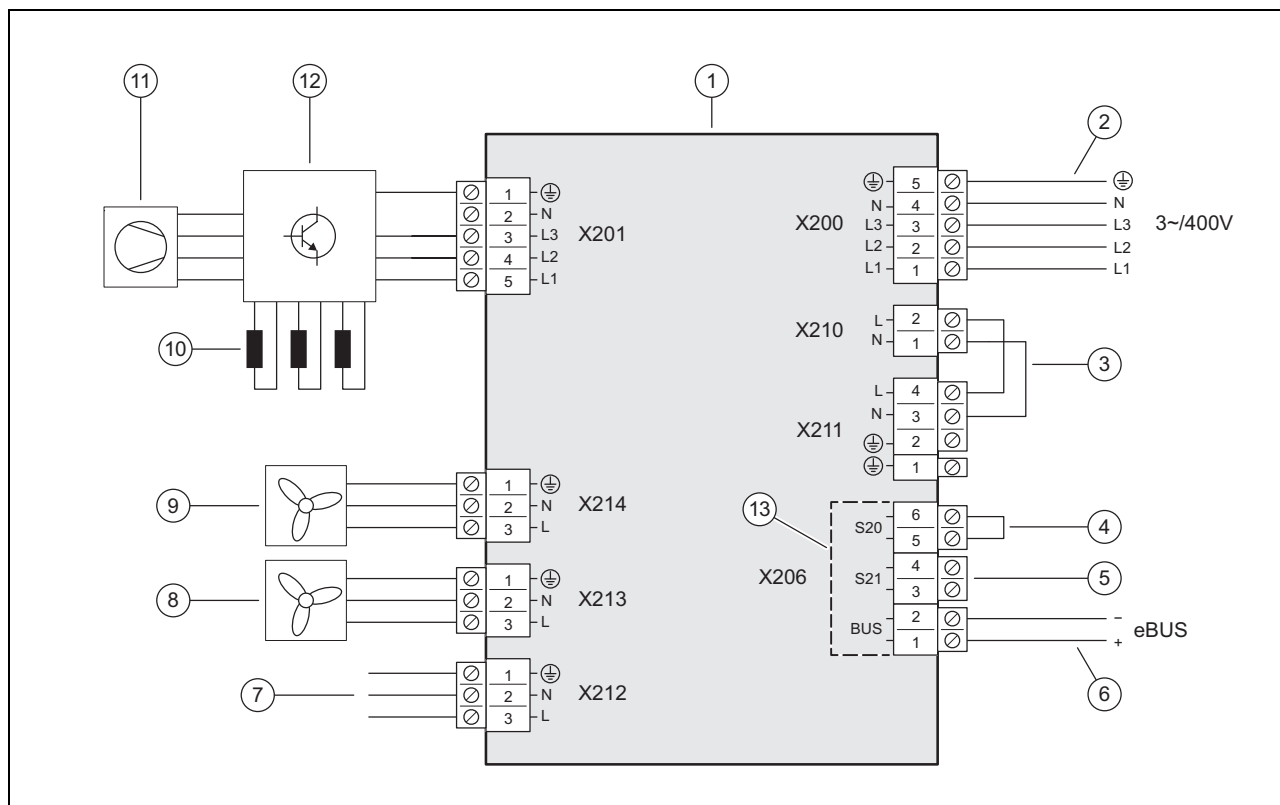 11
12
1
2
X201
1
2 N
3 L3
4 L2
5 L1
X200
5
N 4 N
L3 3 L3
L2 2 L2
L1 1 L1
3~/400V
X210
L 2
N 1
3
10
X211
L 4
N 3
2
1
9
1
2 N
3 L
X214
8
1
2 N
3 L
X213
7
1
2 N
3 L
X212
13
X206
S20
6
5
4
S21
4
3
5
BUS
2 –
1 +
eBUS
6